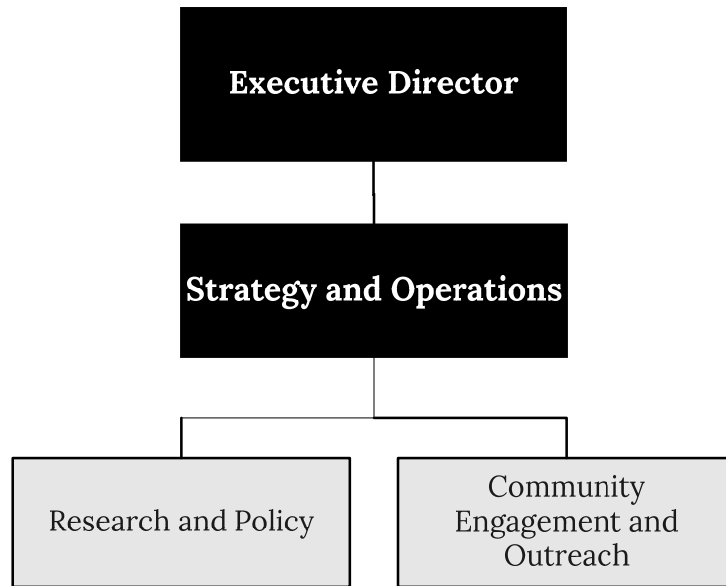 Executive Director
Strategy and Operations
Research and Policy
Community
Engagement and
Outreach